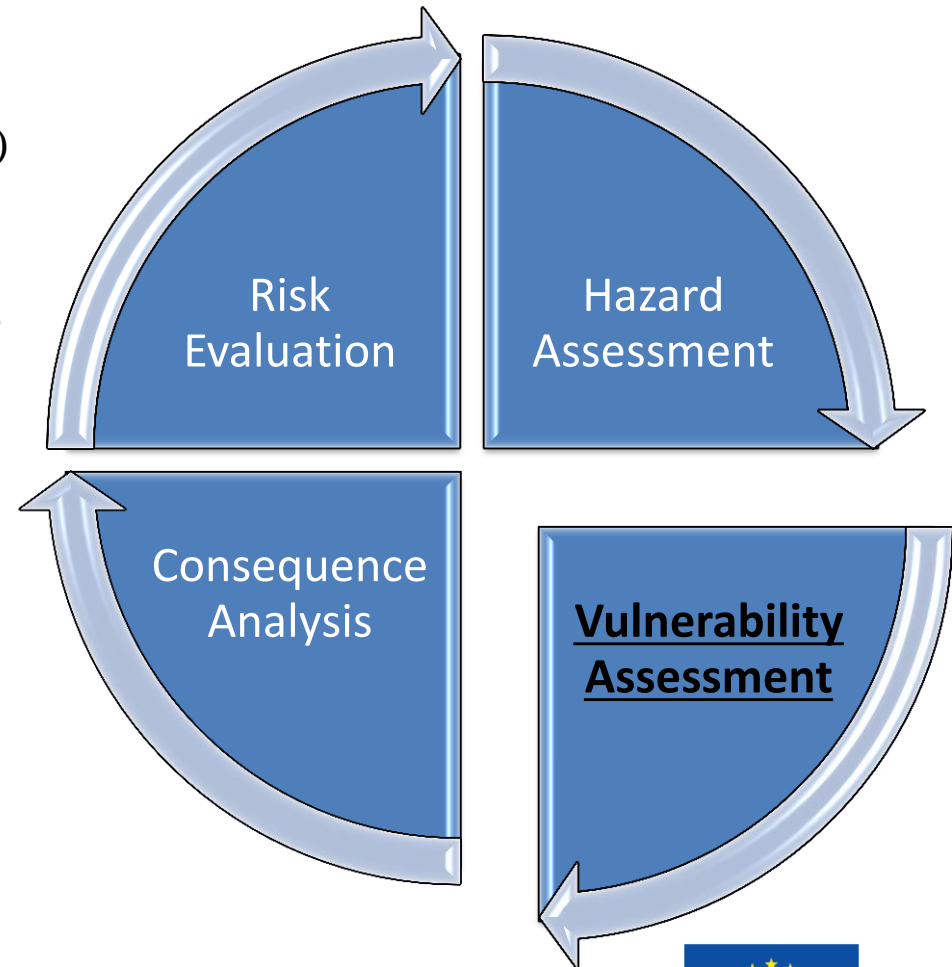 )
Risk
Evaluation
Hazard
Assessment
Consequence
Analysis
Vulnerability
Assessment